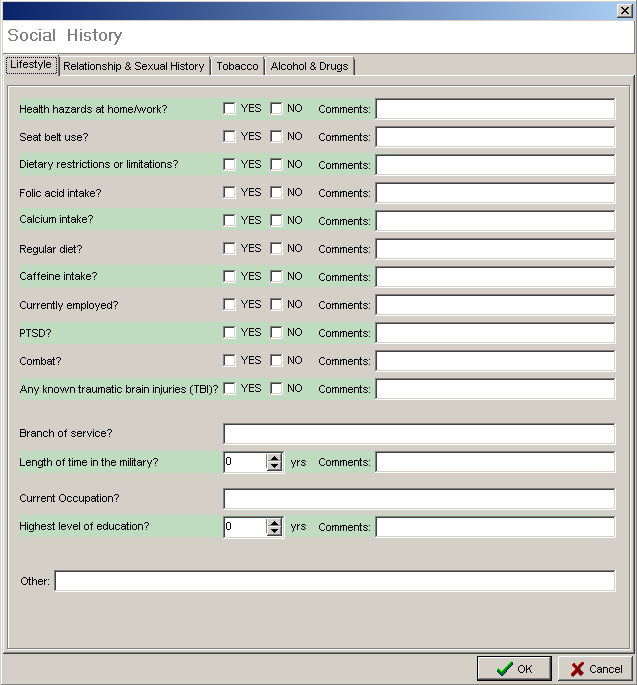 Social History
Lifestyle Relationship & Sexual History Tobacco Alcohol & Drugs
Health hazards at home/work? YES NO Comments:
Seat belt use? YES NO Comments:
Dietary restrictions or limitations? YES NO Comments:
Folic acid intake? YES NO Comments:
Calcium intake? YES NO Comments:
Regular diet? YES NO Comments:
Caffeine intake? YES NO Comments:
Currently employed? YES NO Comments:
PTSD? YES NO Comments:
Combat? YES NO Comments:
Any known traumatic brain injuries (TBI)? YES NO Comments:
Branch of service?
Length of time in the military? 0 yrs Comments:
Current Occupation?
Highest level of education? 0 yrs Comments:
Other:
OK Cancel